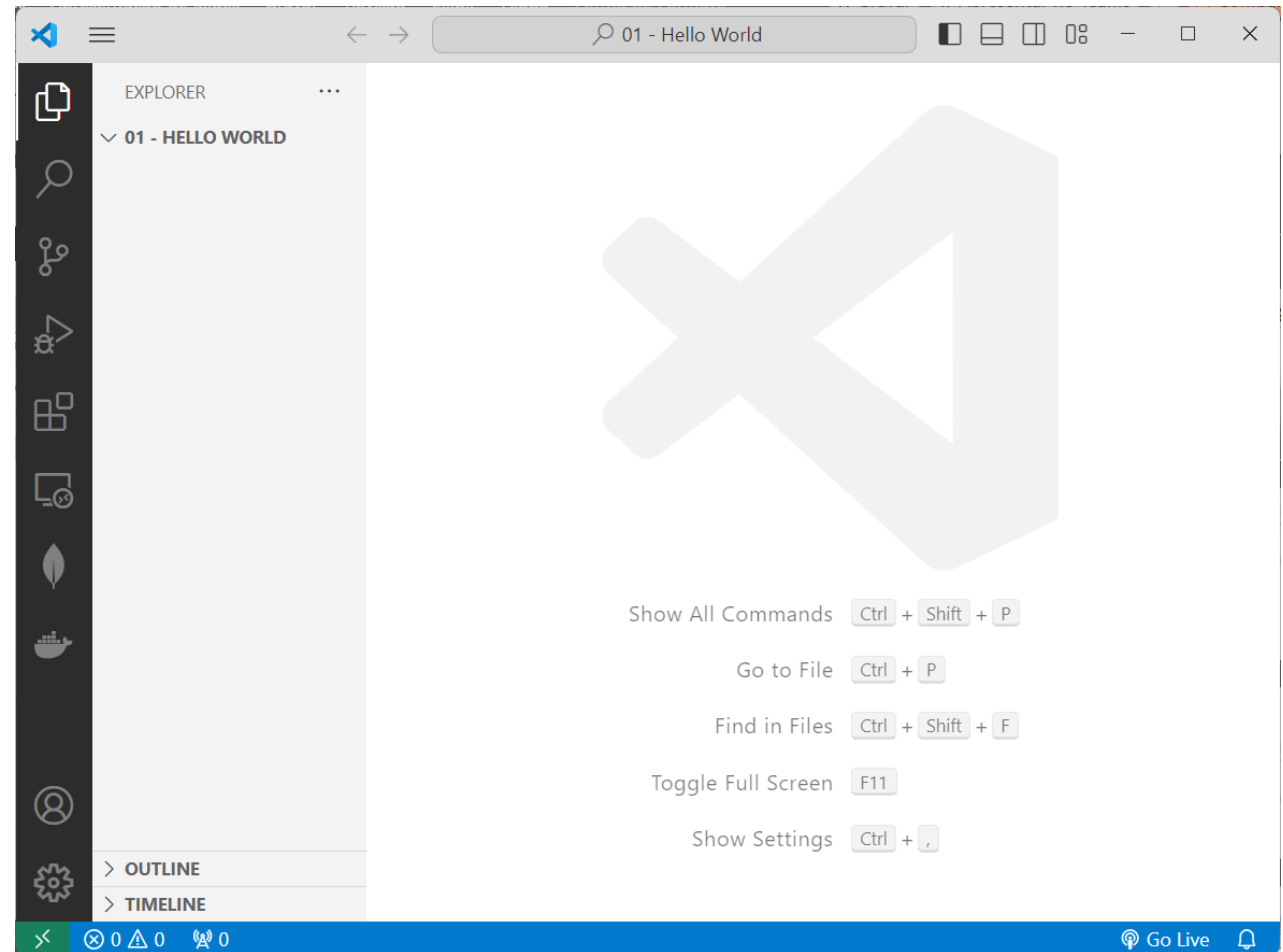 01 - Hello World
EXPLORER
01 - HELLO WORLD
Show All Commands Ctrl + Shift + P
Go to File Ctrl + P
Find in Files Ctrl + Shift + F
Toggle Full Screen F11
Show Settings Ctrl + ,
OUTLINE
TIMELINE
0 0 0 Go Live